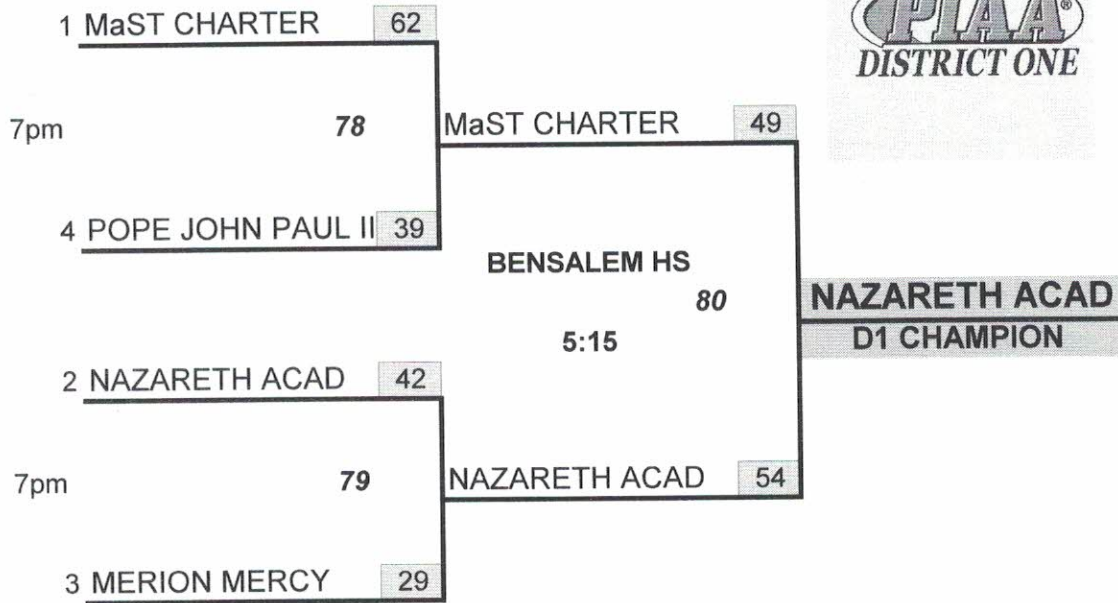 PIAA®
DISTRICT ONE
1 MaST CHARTER 62
7pm 78
MaST CHARTER 49
4 POPE JOHN PAUL II 39
BENSALEM HS
80
NAZARETH ACAD
5:15
D1 CHAMPION
2 NAZARETH ACAD 42
7pm 79
NAZARETH ACAD 54
3 MERION MERCY 29